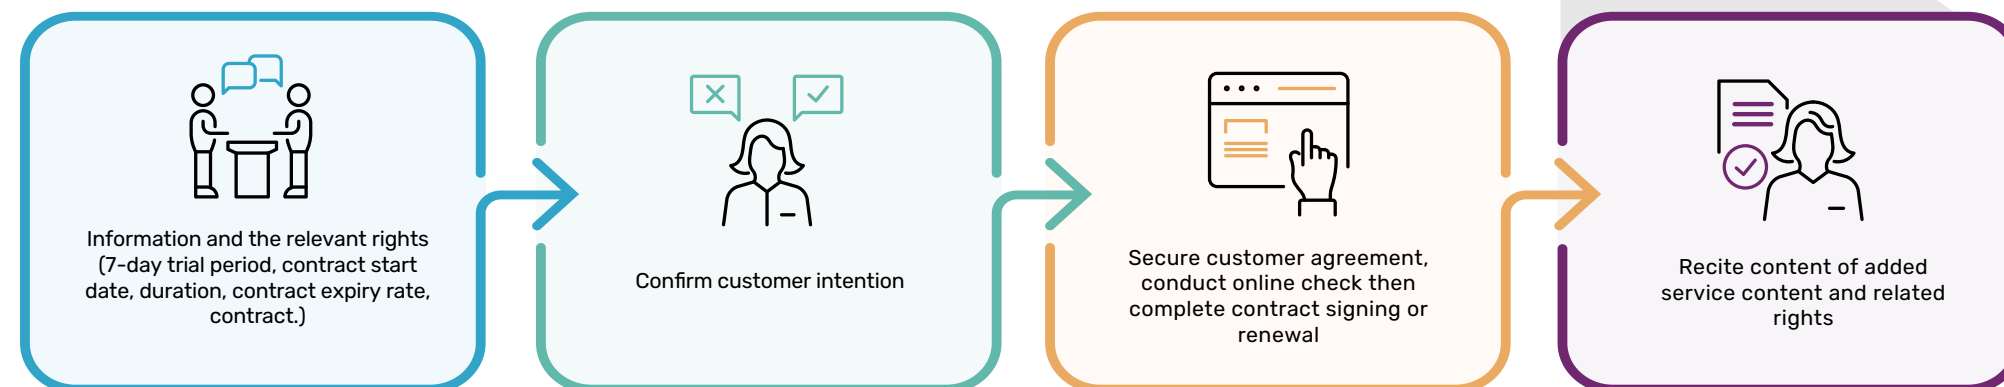 Information and the relevant rights
(7-day trial period, contract start
date, duration, contract expiry rate,
contract.)
Confirm customer intention
Secure customer agreement,
conduct online check then
complete contract signing or
renewal
Recite content of added
service content and related
rights